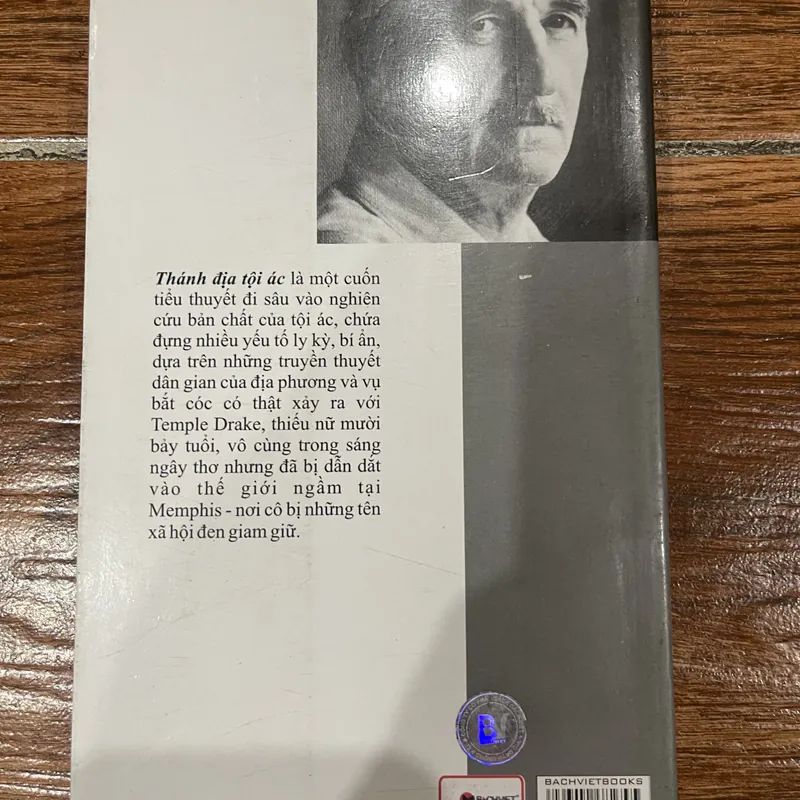 Thánh địa tội ác là một cuốn
tiểu thuyết đi sâu vào nghiên
cứu bản chất của tội ác, chứa
đựng nhiều yếu tố ly kỳ, bí ẩn,
dựa trên những truyền thuyết
dân gian của địa phương và vụ
bắt cóc có thật xảy ra với
Temple Drake, thiếu nữ mười
bảy tuổi, vô cùng trong sáng
ngây thơ nhưng đã bị dẫn dắt
vào thế giới ngầm tại
Memphis - nơi cô bị những tên
xã hội đen giam giữ.
BV
BACHVIET
BACHVIETBOOKS